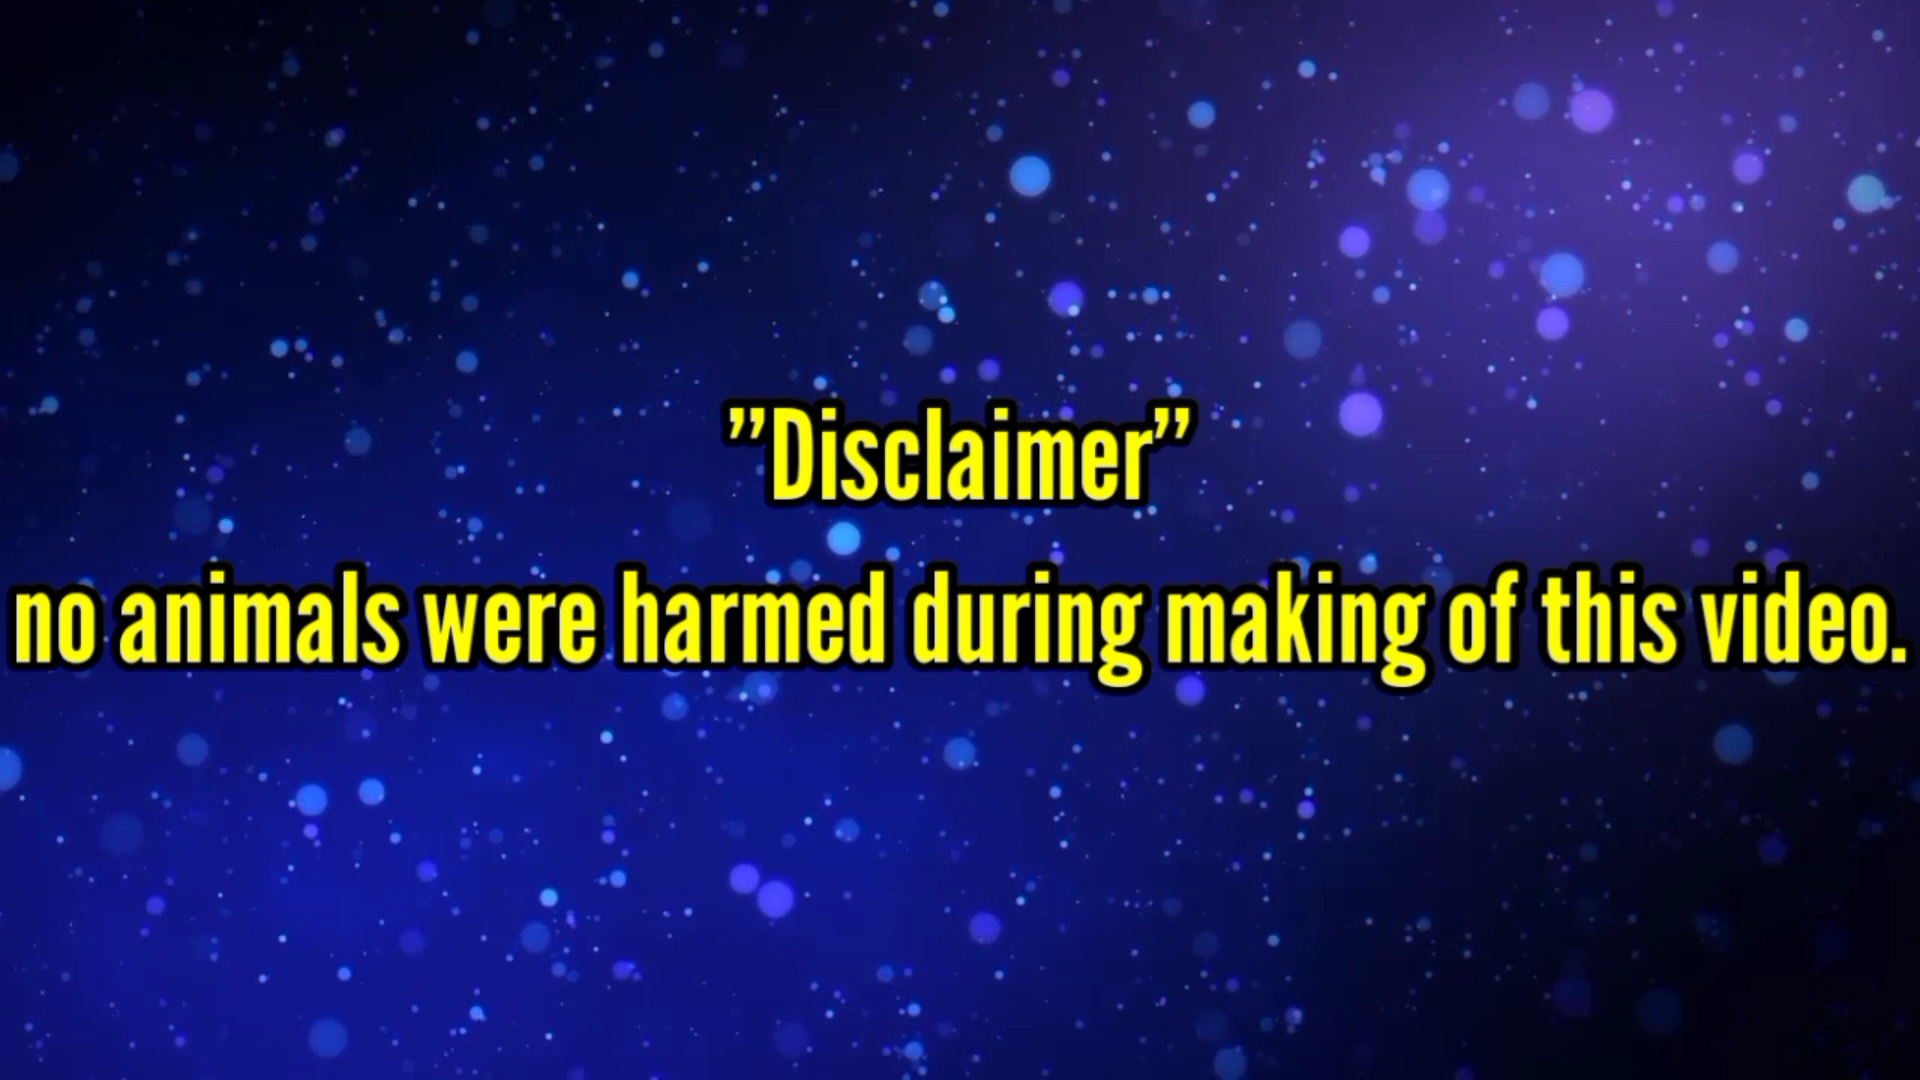 ”Disclaimer”
no animals were harmed during making of this video.